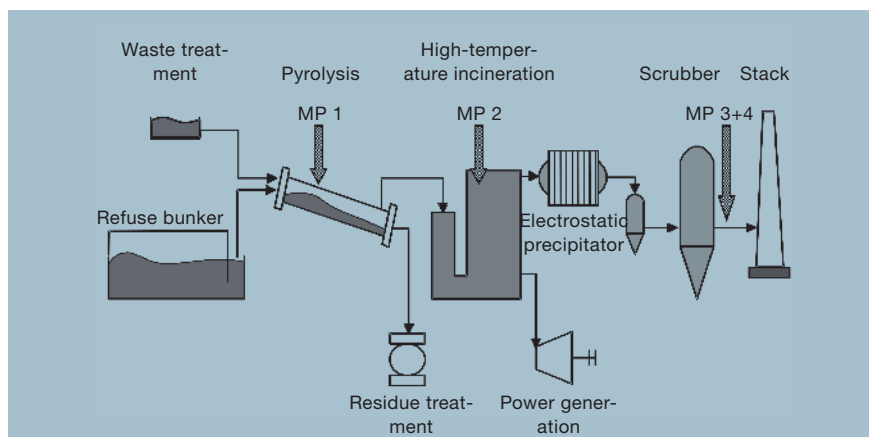 Waste treat-
ment
Pyrolysis
MP 1
High-temper-
ature incineration
MP 2
Scrubber
Stack
MP 3+4
Refuse bunker
Electrostatic
precipitator
Residue treat-
ment
Power gener-
ation